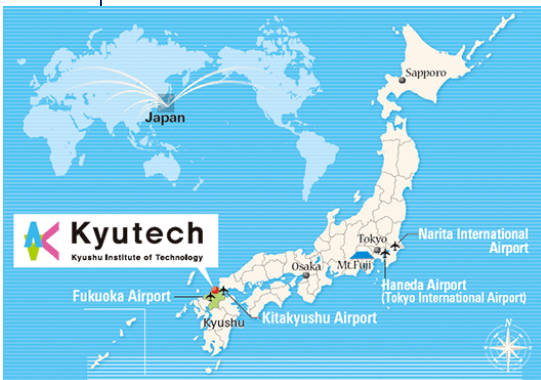 Sapporo
Japan
Kyutech
Kyushu Institute of Technology
Tokyo
Narita International
Airport
Osaka
Mt.Fuji
Haneda Airport
(Tokyo International Airport)
Fukuoka Airport
Kitakyushu Airport
Kyushu
N